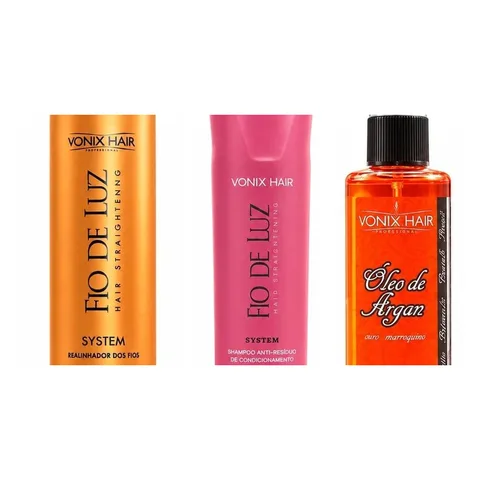 VONIX HAIR
PROFESSIONAL
FIO DE LUZ
HAIR STRAIGHTENNG
SYSTEM
REALINHADOR DOS FIOS
VONIX HAIR
FIO DE LUZ
HAIR STRAIGHTENING
SYSTEM
SHAMPOO ANTI-RESÍDUO
DE CONDICIONAMENTO
VONIX HAIR
PROFESSIONAL
Óleo de
Argan
ouro marroquino